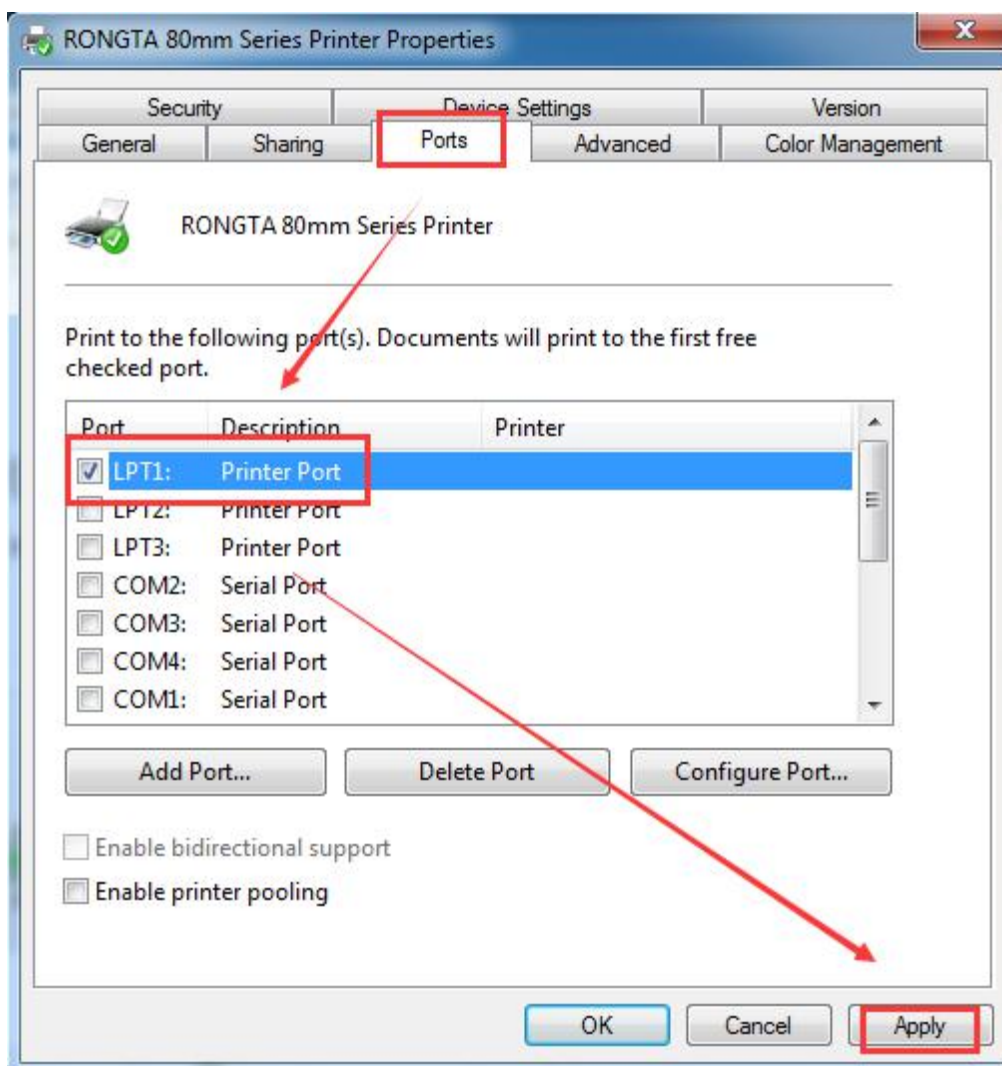 RONGTA 80mm Series Printer Properties
Security Device Settings Version
General Sharing Ports Advanced Color Management
RONGTA 80mm Series Printer
Print to the following port(s). Documents will print to the first free
checked port.
Port Description Printer
LPT1: Printer Port
LPT2: Printer Port
LPT3: Printer Port
COM2: Serial Port
COM3: Serial Port
COM4: Serial Port
COM1: Serial Port
Add Port... Delete Port Configure Port...
Enable bidirectional support
Enable printer pooling
OK Cancel Apply